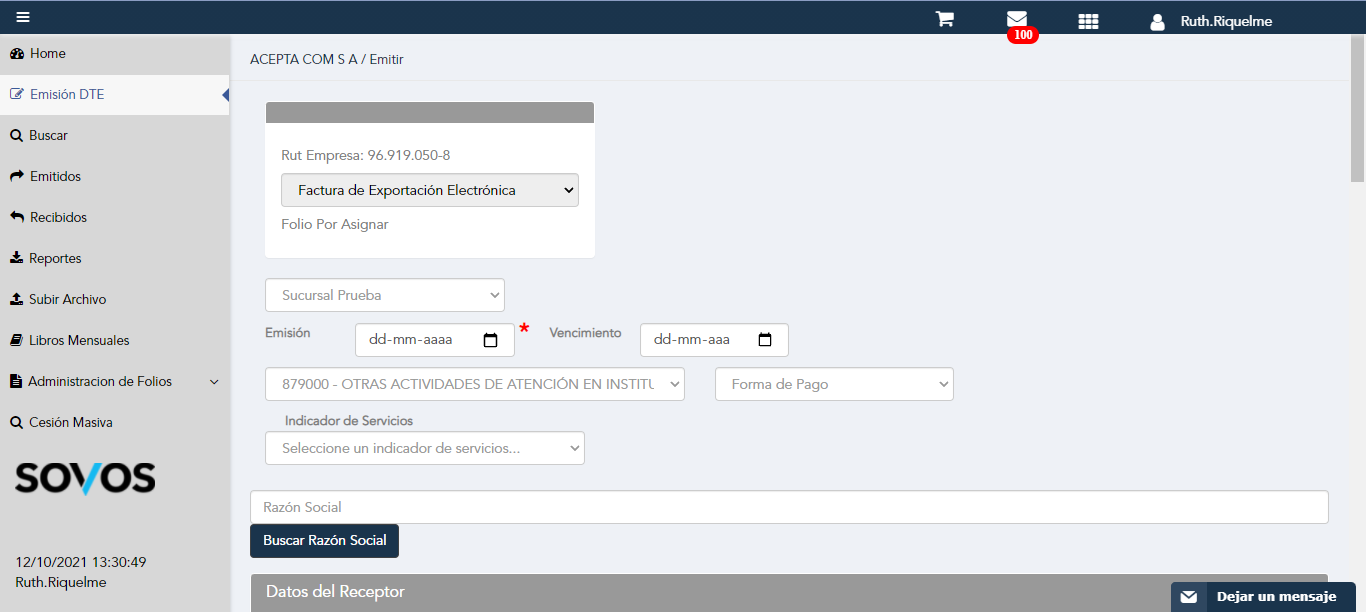 Ruth.Riquelme
100
Home
Emisión DTE
Buscar
Emitidos
Recibidos
Reportes
Subir Archivo
Libros Mensuales
Administracion de Folios
Cesión Masiva
SOVOS
12/10/2021 13:30:49
Ruth.Riquelme
ACEPTA COM S A / Emitir
Rut Empresa: 96.919.050-8
Factura de Exportación Electrónica
Folio Por Asignar
Sucursal Prueba
Emisión dd-mm-aaaa * Vencimiento dd-mm-aaa
879000 - OTRAS ACTIVIDADES DE ATENCIÓN EN INSTITU Forma de Pago
Indicador de Servicios
Seleccione un indicador de servicios...
Razón Social
Buscar Razón Social
Datos del Receptor
Dejar un mensaje